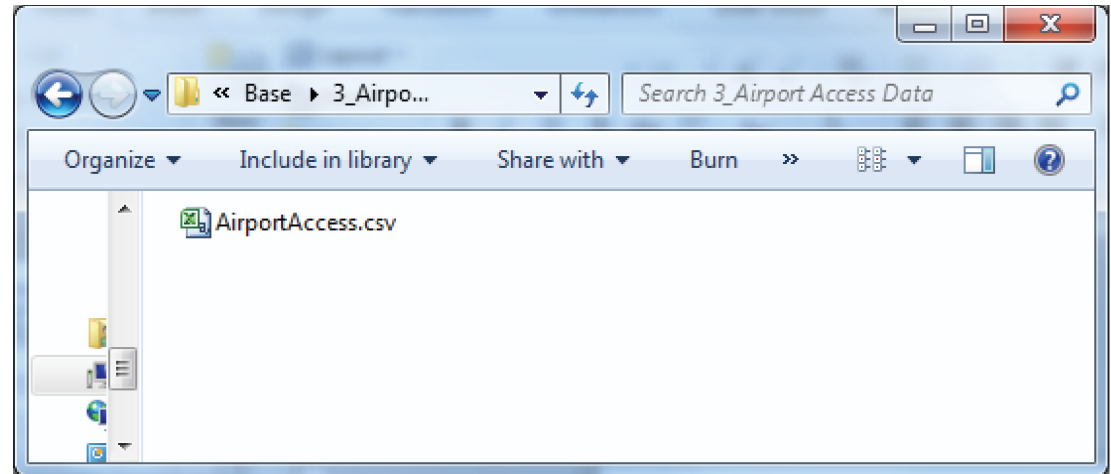 « Base ▸ 3_Airpo... Search 3_Airport Access Data
Organize Include in library Share with Burn »
AirportAccess.csv